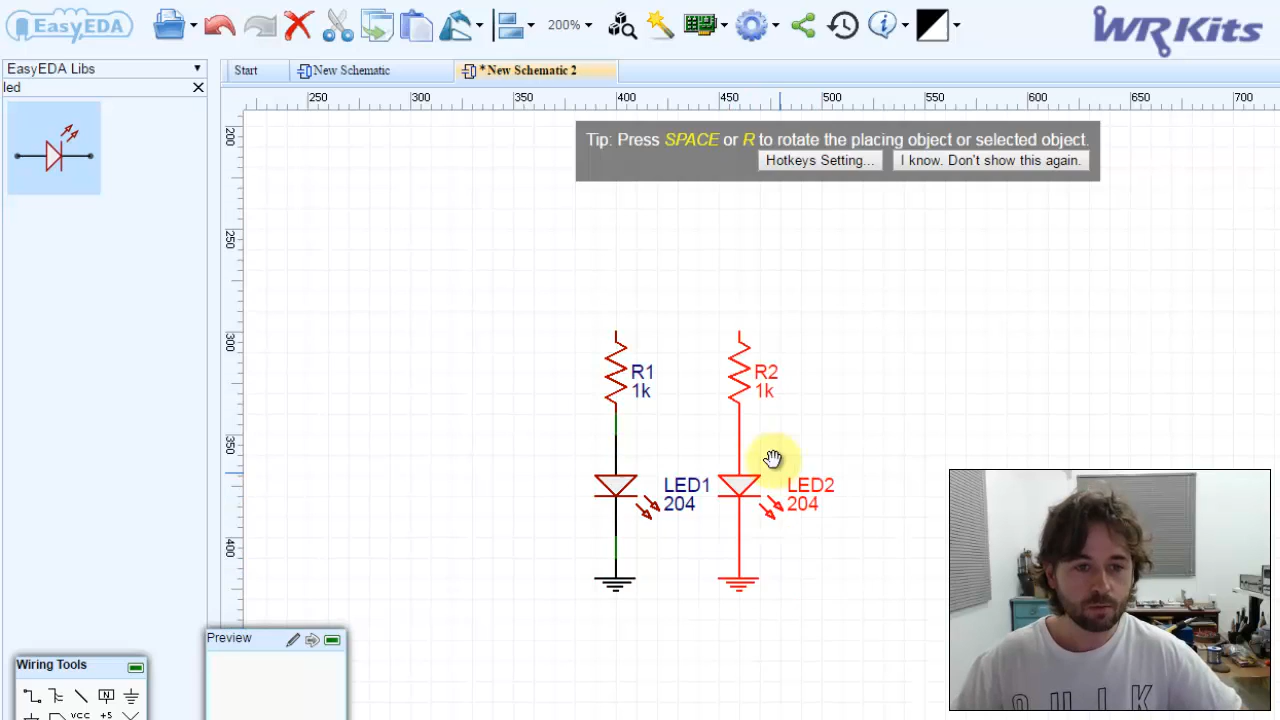 EasyEDA
200%
WR Kits
EasyEDA Libs
led
Start
New Schematic
*New Schematic 2
250 300 350 400 450 500 550 600 650 700
200
250
300
350
400
Tip: Press SPACE or R to rotate the placing object or selected object.
Hotkeys Setting...
I know. Don't show this again.
R1
1k
R2
1k
LED1
204
LED2
204
Preview
Wiring Tools
N
VCC +5
QUIK